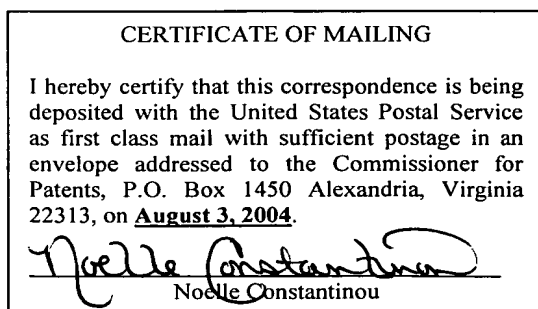 CERTIFICATE OF MAILING
I hereby certify that this correspondence is being
deposited with the United States Postal Service
as first class mail with sufficient postage in an
envelope addressed to the Commissioner for
Patents, P.O. Box 1450 Alexandria, Virginia
22313, on August 3, 2004.
Noelle Constantinou
Noelle Constantinou